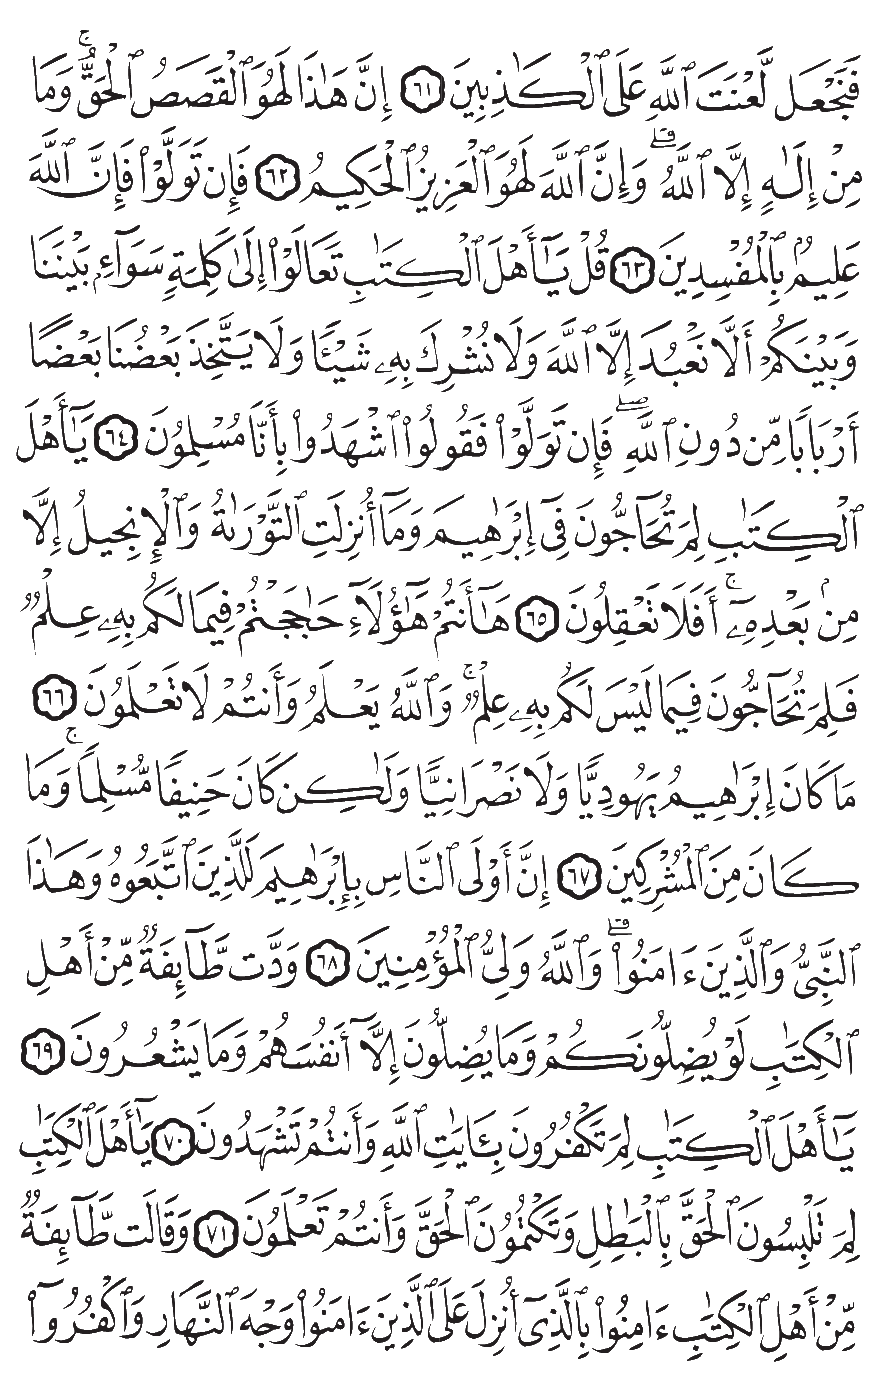 فَنَجْعَل لَّعْنَتَ ٱللَّهِ عَلَى ٱلْكَـٰذِبِينَ ٦١ إِنَّ هَـٰذَا لَهُوَ ٱلْقَصَصُ ٱلْحَقُّ ۚ وَمَا
مِنْ إِلَـٰهٍ إِلَّا ٱللَّهُ ۗ وَإِنَّ ٱللَّهَ لَهُوَ ٱلْعَزِيزُ ٱلْحَكِيمُ ٦٢ فَإِن تَوَلَّوْا۟ فَإِنَّ ٱللَّهَ
عَلِيمٌۢ بِٱلْمُفْسِدِينَ ٦٣ قُلْ يَـٰٓأَهْلَ ٱلْكِتَـٰبِ تَعَالَوْا۟ إِلَىٰ كَلِمَةٍ سَوَآءٍۭ بَيْنَنَا
وَبَيْنَكُمْ أَلَّا نَعْبُدَ إِلَّا ٱللَّهَ وَلَا نُشْرِكَ بِهِۦ شَيْـًٔا وَلَا يَتَّخِذَ بَعْضُنَا بَعْضًا
أَرْبَابًا مِّن دُونِ ٱللَّهِ ۖ فَإِن تَوَلَّوْا۟ فَقُولُوا۟ ٱشْهَدُوا۟ بِأَنَّا مُسْلِمُونَ ٦٤ يَـٰٓأَهْلَ
ٱلْكِتَـٰبِ لِمَ تُحَآجُّونَ فِىٓ إِبْرَٰهِيمَ وَمَآ أُنزِلَتِ ٱلتَّوْرَىٰةُ وَٱلْإِنجِيلُ إِلَّا
مِنۢ بَعْدِهِۦٓ ۚ أَفَلَا تَعْقِلُونَ ٦٥ هَـٰٓأَنتُمْ هَـٰٓؤُلَآءِ حَـٰجَجْتُمْ فِيمَا لَكُم بِهِۦ عِلْمٌ
فَلِمَ تُحَآجُّونَ فِيمَا لَيْسَ لَكُم بِهِۦ عِلْمٌ ۚ وَٱللَّهُ يَعْلَمُ وَأَنتُمْ لَا تَعْلَمُونَ ٦٦
مَا كَانَ إِبْرَٰهِيمُ يَهُودِيًّا وَلَا نَصْرَانِيًّا وَلَـٰكِن كَانَ حَنِيفًا مُّسْلِمًا ۚ وَمَا
كَانَ مِنَ ٱلْمُشْرِكِينَ ٦٧ إِنَّ أَوْلَى ٱلنَّاسِ بِإِبْرَٰهِيمَ لَلَّذِينَ ٱتَّبَعُوهُ وَهَـٰذَا
ٱلنَّبِىُّ وَٱلَّذِينَ ءَامَنُوا۟ ۗ وَٱللَّهُ وَلِىُّ ٱلْمُؤْمِنِينَ ٦٨ وَدَّت طَّآئِفَةٌ مِّنْ أَهْلِ
ٱلْكِتَـٰبِ لَوْ يُضِلُّونَكُمْ وَمَا يُضِلُّونَ إِلَّآ أَنفُسَهُمْ وَمَا يَشْعُرُونَ ٦٩
يَـٰٓأَهْلَ ٱلْكِتَـٰبِ لِمَ تَكْفُرُونَ بِـَٔايَـٰتِ ٱللَّهِ وَأَنتُمْ تَشْهَدُونَ ٧٠ يَـٰٓأَهْلَ ٱلْكِتَـٰبِ
لِمَ تَلْبِسُونَ ٱلْحَقَّ بِٱلْبَـٰطِلِ وَتَكْتُمُونَ ٱلْحَقَّ وَأَنتُمْ تَعْلَمُونَ ٧١ وَقَالَت طَّآئِفَةٌ
مِّنْ أَهْلِ ٱلْكِتَـٰبِ ءَامِنُوا۟ بِٱلَّذِىٓ أُنزِلَ عَلَى ٱلَّذِينَ ءَامَنُوا۟ وَجْهَ ٱلنَّهَارِ وَٱكْفُرُوٓا۟